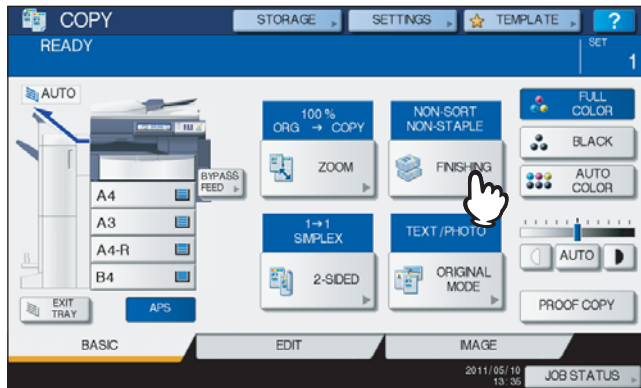 COPY
STORAGE
SETTINGS
TEMPLATE
?
READY
SET
1
AUTO
100 %
ORG → COPY
NON-SORT
NON-STAPLE
FULL
COLOR
ZOOM
FINISHING
BLACK
BYPASS
FEED
AUTO
COLOR
A4
A3
A4-R
B4
1→1
SIMPLEX
TEXT/PHOTO
2-SIDED
ORIGINAL
MODE
AUTO
EXIT
TRAY
APS
PROOF COPY
BASIC
EDIT
IMAGE
2011/05/10
13:35
JOB STATUS